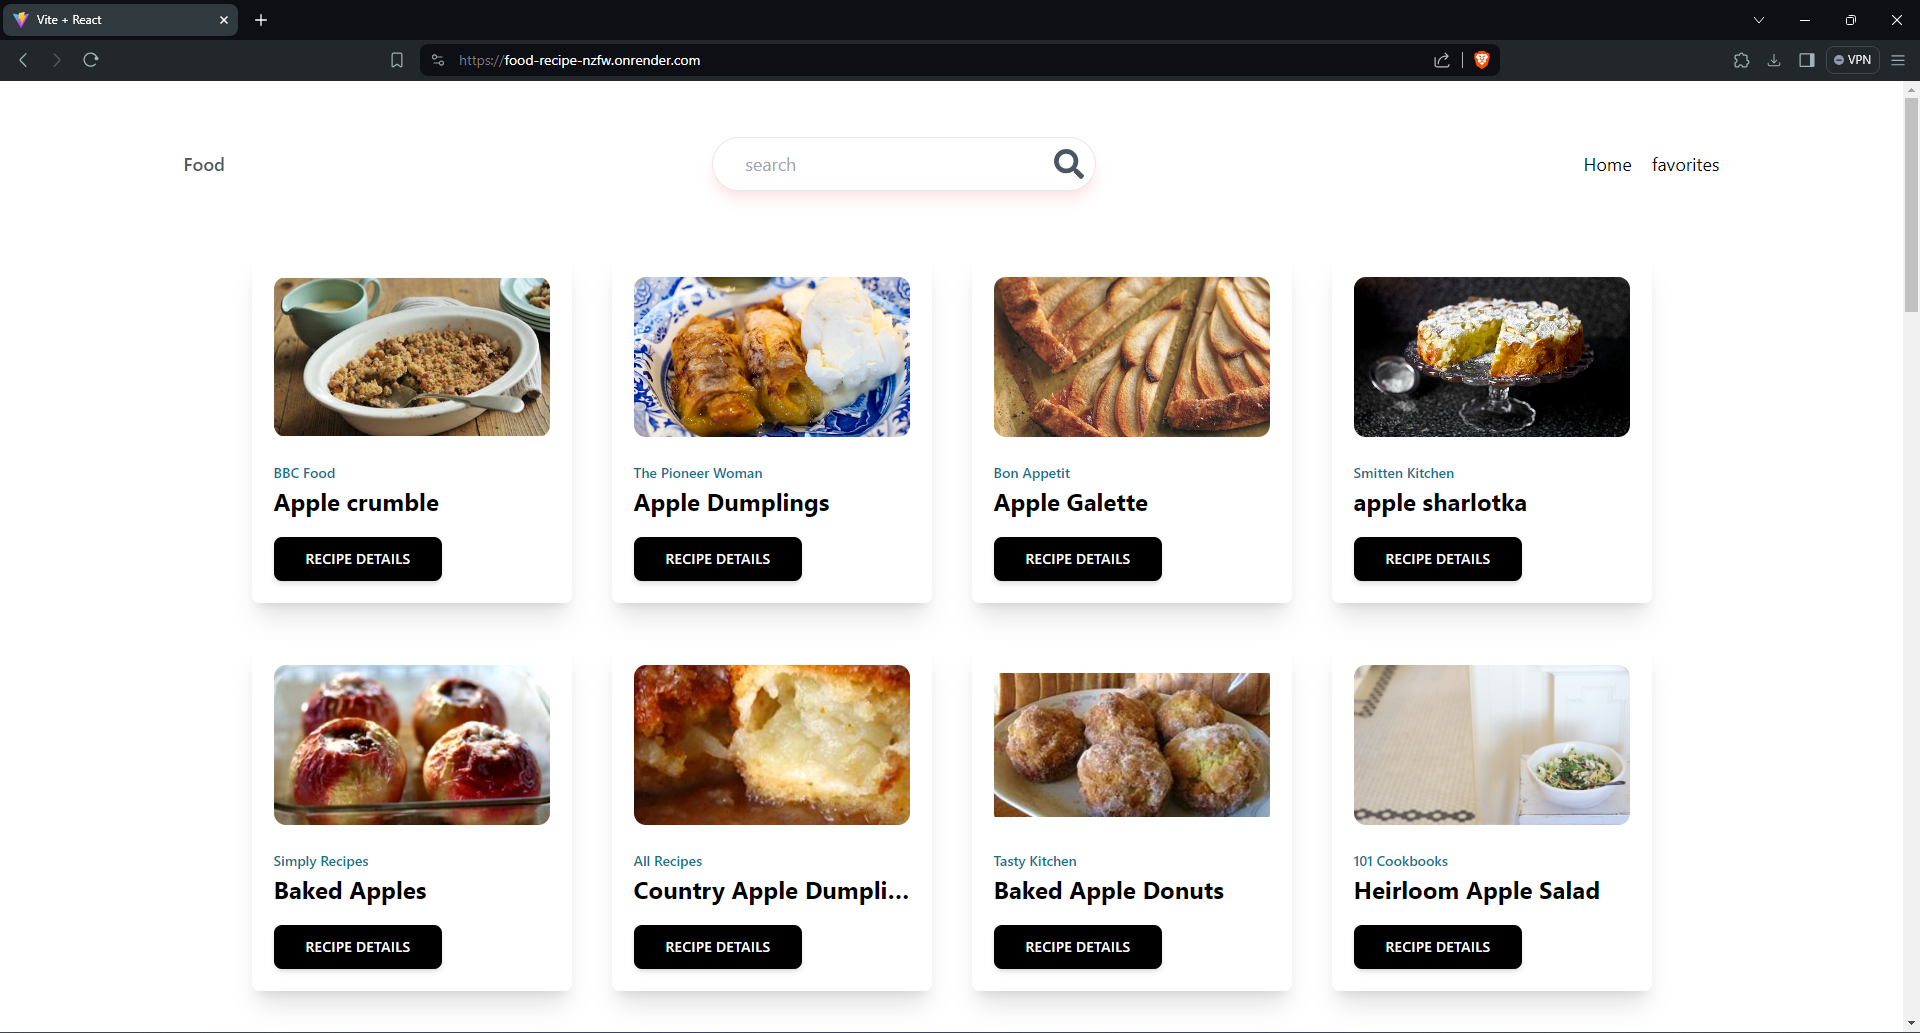 Vite + React
https://food-recipe-nzfw.onrender.com
VPN
Food
search
Home
favorites
BBC Food
Apple crumble
RECIPE DETAILS
The Pioneer Woman
Apple Dumplings
RECIPE DETAILS
Bon Appetit
Apple Galette
RECIPE DETAILS
Smitten Kitchen
apple sharlotka
RECIPE DETAILS
Simply Recipes
Baked Apples
RECIPE DETAILS
All Recipes
Country Apple Dumpli...
RECIPE DETAILS
Tasty Kitchen
Baked Apple Donuts
RECIPE DETAILS
101 Cookbooks
Heirloom Apple Salad
RECIPE DETAILS